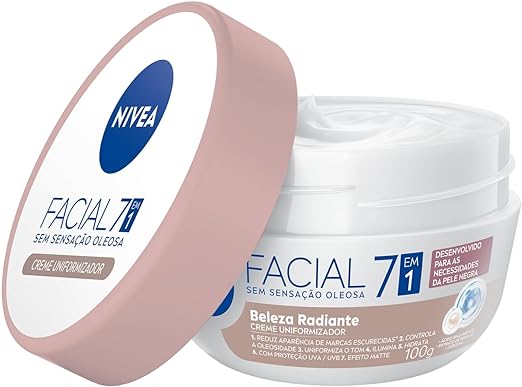 NIVEA
FACIAL 7 EM 1
SEM SENSAÇÃO OLEOSA
CREME UNIFORMIZADOR
FACIAL 7 EM 1
SEM SENSAÇÃO OLEOSA
DESENVOLVIDO
PARA AS
NECESSIDADES
DA PELE NEGRA
Beleza Radiante
CREME UNIFORMIZADOR
1. REDUZ APARÊNCIA DE MARCAS ESCURECIDAS* 2. CONTROLA
A OLEOSIDADE 3. UNIFORMIZA O TOM 4. ILUMINA 5. HIDRATA
6. COM PROTEÇÃO UVA / UVB 7. EFEITO MATTE
100g